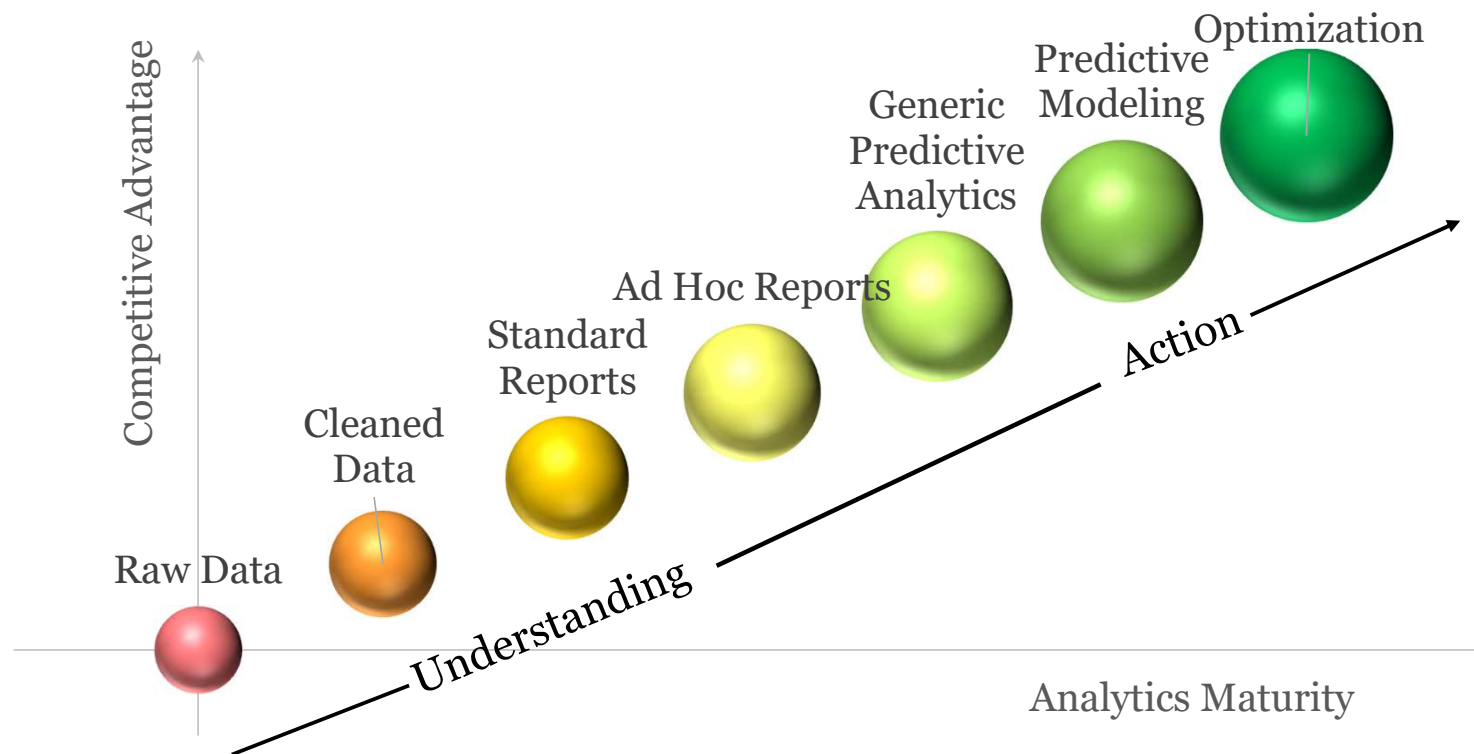 Optimization
Predictive
Modeling
Generic
Predictive
Analytics
Ad Hoc Reports
Standard
Reports
Cleaned
Data
Raw Data
Competitive Advantage
Understanding
Action
Analytics Maturity